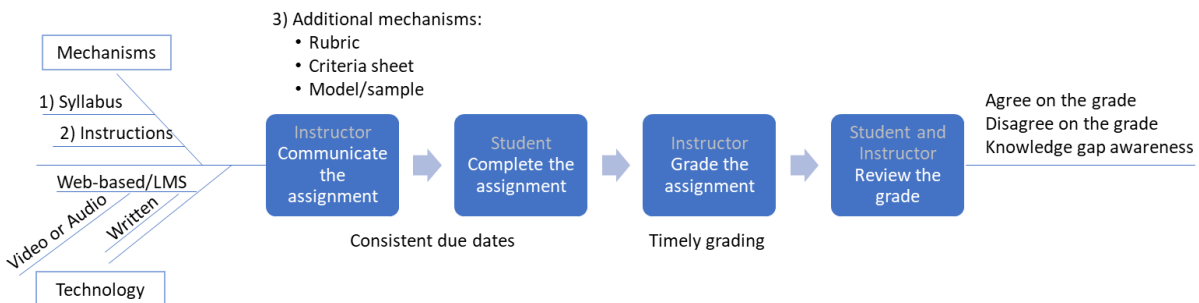 3) Additional mechanisms:
• Rubric
• Criteria sheet
• Model/sample
Mechanisms
1) Syllabus
2) Instructions
Web-based/LMS
Video or Audio
Written
Technology
Instructor
Communicate
the
assignment
Student
Complete the
assignment
Instructor
Grade the
assignment
Student and
Instructor
Review the
grade
Agree on the grade
Disagree on the grade
Knowledge gap awareness
Consistent due dates
Timely grading